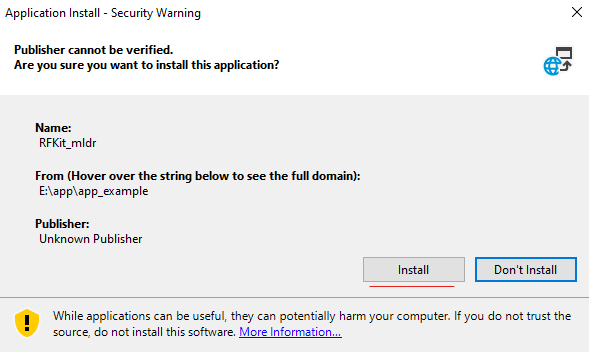 Application Install - Security Warning
Publisher cannot be verified.
Are you sure you want to install this application?
Name:
RFKit_mldr
From (Hover over the string below to see the full domain):
E:\app\app_example
Publisher:
Unknown Publisher
Install
Don't Install
While applications can be useful, they can potentially harm your computer. If you do not trust the
source, do not install this software. More Information...